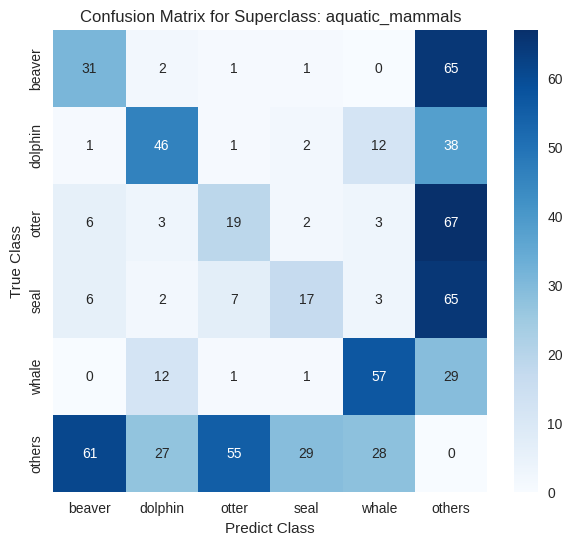 Confusion Matrix for Superclass: aquatic_mammals
True Class
beaver 31 2 1 1 0 65
dolphin 1 46 1 2 12 38
otter 6 3 19 2 3 67
seal 6 2 7 17 3 65
whale 0 12 1 1 57 29
others 61 27 55 29 28 0
beaver dolphin otter seal whale others
Predict Class
60
50
40
30
20
10
0